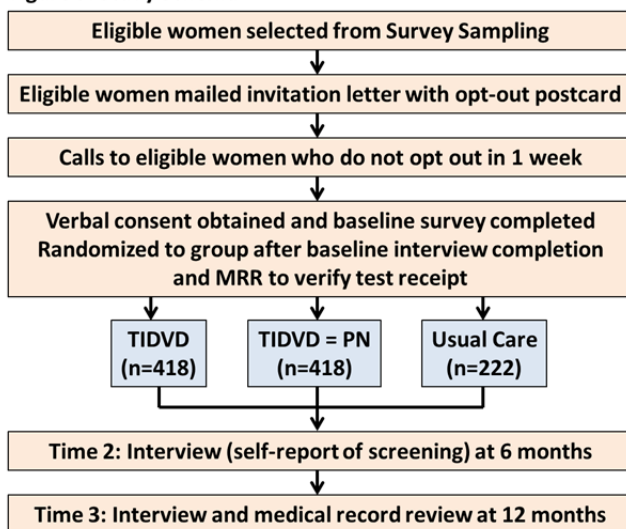 Eligible women selected from Survey Sampling
Eligible women mailed invitation letter with opt-out postcard
Calls to eligible women who do not opt out in 1 week
Verbal consent obtained and baseline survey completed
Randomized to group after baseline interview completion
and MRR to verify test receipt
TIDVD
(n=418)
TIDVD = PN
(n=418)
Usual Care
(n=222)
Time 2: Interview (self-report of screening) at 6 months
Time 3: Interview and medical record review at 12 months